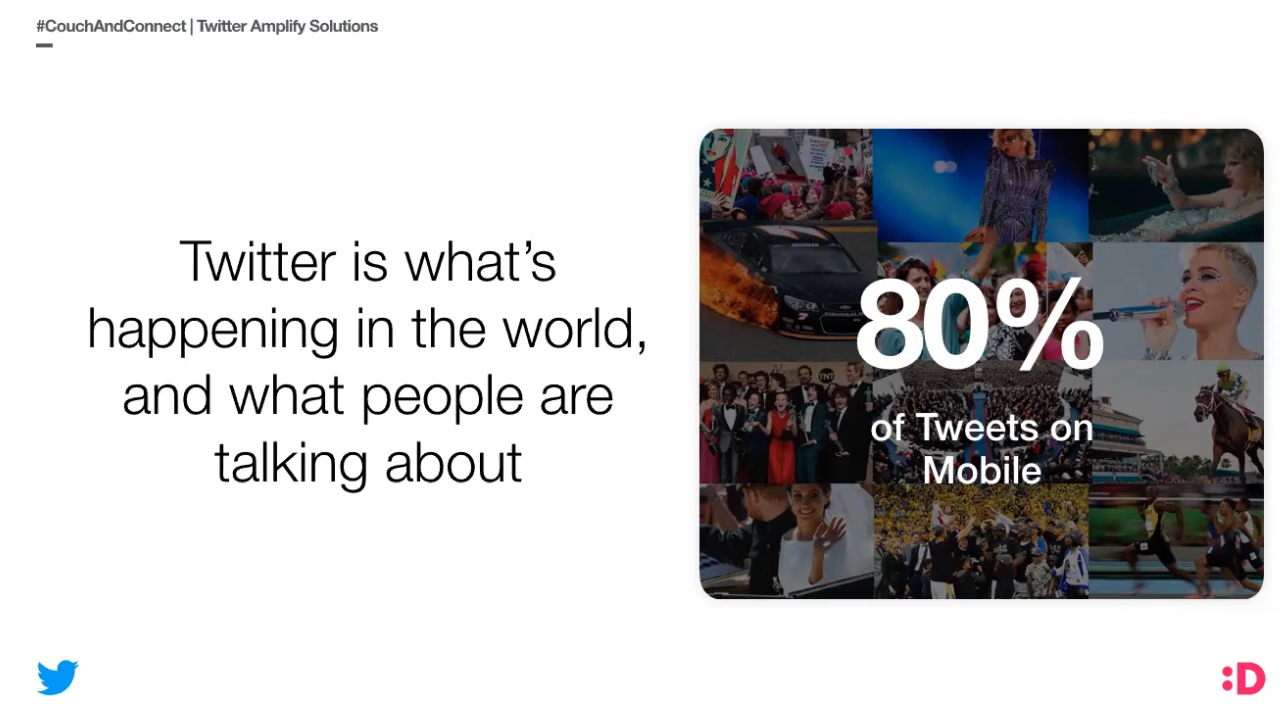 #CouchAndConnect | Twitter Amplify Solutions
Twitter is what’s
happening in the world,
and what people are
talking about
80%
of Tweets on
Mobile
TNT
:D